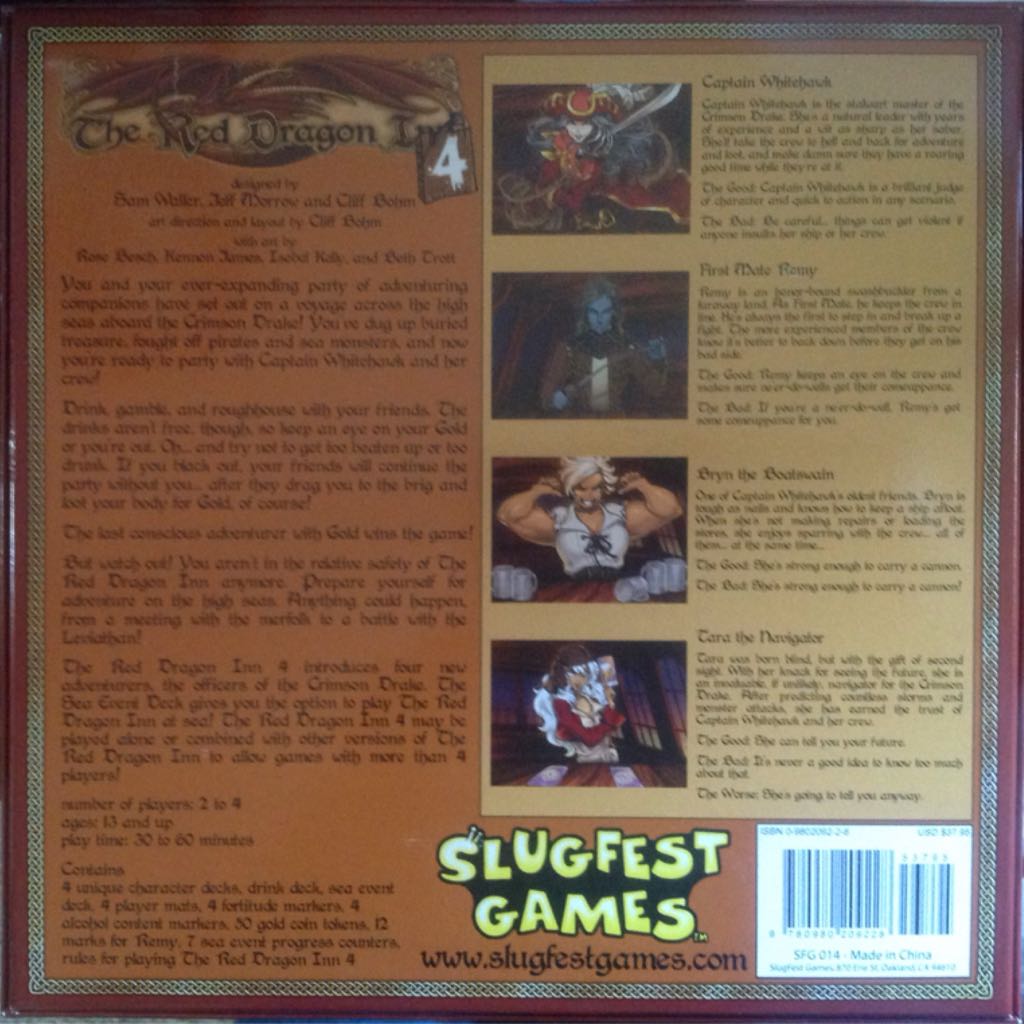 The Red Dragon Inn
4
designed by
Sam Waller, Jeff Morrow and Cliff Bohm
art direction and layout by Cliff Bohm
with art by
Rose Besch, Kennon James, Isobel Kelly, and Beth Trott
You and your ever-expanding party of adventuring
companions have set out on a voyage across the high
seas aboard the Crimson Drake! You've dug up buried
treasure, fought off pirates and sea monsters, and now
you're ready to party with Captain Whitehawk and her
crew!
Drink, gamble, and roughhouse with your friends. The
drinks aren't free, though, so keep an eye on your Gold
or you're out. Oh... and try not to get too beaten up or too
drunk. If you black out, your friends will continue the
party without you... after they drag you to the brig and
loot your body for Gold, of course!
The last conscious adventurer with Gold wins the game!
But watch out! You aren't in the relative safety of The
Red Dragon Inn anymore. Prepare yourself for
adventure on the high seas. Anything could happen,
from a meeting with the merfolk to a battle with the
Leviathan!
The Red Dragon Inn 4 introduces four new
adventurers, the officers of the Crimson Drake. The
Sea Event Deck gives you the option to play The Red
Dragon Inn at sea! The Red Dragon Inn 4 may be
played alone or combined with other versions of The
Red Dragon Inn to allow games with more than 4
players!
number of players: 2 to 4
ages: 13 and up
play time: 30 to 60 minutes
Contains
4 unique character decks, drink deck, sea event
deck, 4 player mats, 4 fortitude markers, 4
alcohol content markers, 50 gold coin tokens, 12
marks for Remy, 7 sea event progress counters,
rules for playing The Red Dragon Inn 4
Captain Whitehawk
Captain Whitehawk is the stalwart master of the
Crimson Drake. She's a natural leader with years
of experience and a wit as sharp as her saber.
She'll take the crew to hell and back for adventure
and loot, and make damn sure they have a roaring
good time while they're at it.
The Good: Captain Whitehawk is a brilliant judge
of character and quick to action in any scenario.
The Bad: Be careful... things can get violent if
anyone insults her ship or her crew.
First Mate Remy
Remy is an honor-bound swashbuckler from a
faraway land. As First Mate, he keeps the crew in
line. He's always the first to step in and break up a
fight. The more experienced members of the crew
know it's better to back down before they get on his
bad side.
The Good: Remy keeps an eye on the crew and
makes sure ne'er-do-wells get their comeuppance.
The Bad: If you're a ne'er-do-well, Remy's got
some comeuppance for you.
Bryn the Boatswain
One of Captain Whitehawk's oldest friends, Bryn is
tough as nails and knows how to keep a ship afloat.
When she's not making repairs or loading the
stores, she enjoys sparring with the crew... all of
them... at the same time...
The Good: She's strong enough to carry a cannon.
The Bad: She's strong enough to carry a cannon!
Tara the Navigator
Tara was born blind, but with the gift of second
sight. With her knack for seeing the future, she is
an invaluable, if unlikely, navigator for the Crimson
Drake. After predicting countless storms and
monster attacks, she has earned the trust of
Captain Whitehawk and her crew.
The Good: She can tell you your future.
The Bad: It's never a good idea to know too much
about that.
The Worse: She's going to tell you anyway.
SLUGFEST
GAMES TM
www.slugfestgames.com
ISBN 0-9802092-2-8 USD $37.95
53795
9 780980 209228
SFG 014 · Made in China
SlugFest Games, 870 Erie St, Oakland, CA 94610